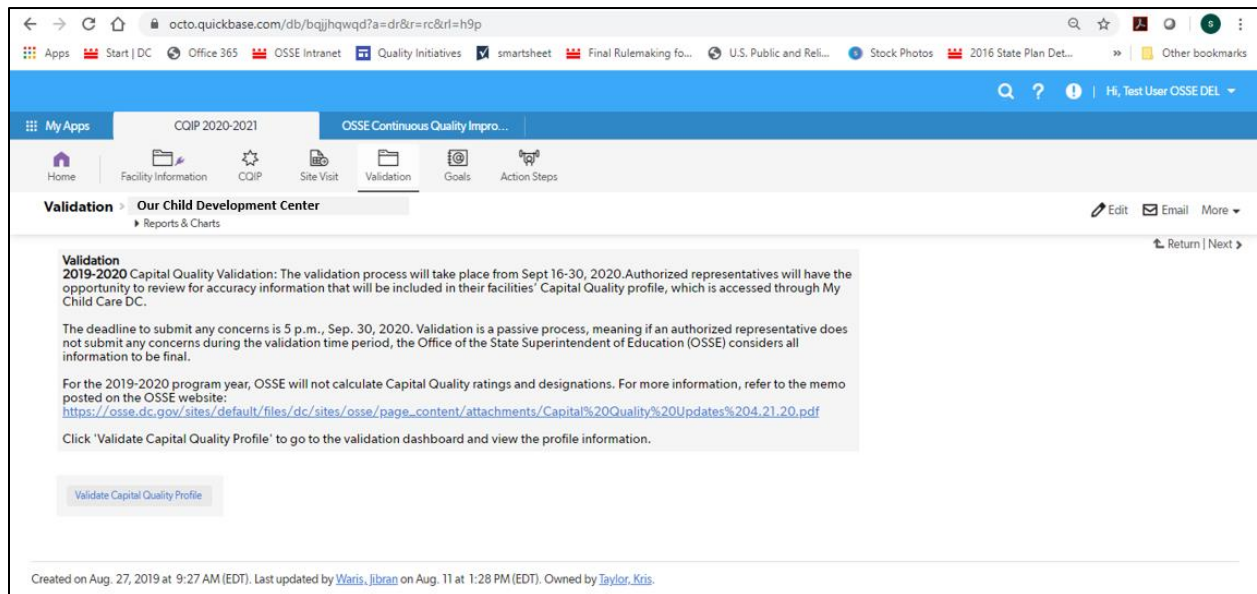 octo.quickbase.com/db/bqjjhqwqd?a=dr&r=rc&rl=h9p
s
Apps Start | DC Office 365 OSSE Intranet Quality Initiatives smartsheet Final Rulemaking fo... U.S. Public and Reli... Stock Photos 2016 State Plan Det... » Other bookmarks
? ! | Hi, Test User OSSE DEL
My Apps CQIP 2020-2021 OSSE Continuous Quality Impro...
Home Facility Information CQIP Site Visit Validation Goals Action Steps
Validation > Our Child Development Center Edit Email More
Reports & Charts
Return | Next >
Validation
2019-2020 Capital Quality Validation: The validation process will take place from Sept 16-30, 2020.Authorized representatives will have the
opportunity to review for accuracy information that will be included in their facilities’ Capital Quality profile, which is accessed through My
Child Care DC.
The deadline to submit any concerns is 5 p.m., Sep. 30, 2020. Validation is a passive process, meaning if an authorized representative does
not submit any concerns during the validation time period, the Office of the State Superintendent of Education (OSSE) considers all
information to be final.
For the 2019-2020 program year, OSSE will not calculate Capital Quality ratings and designations. For more information, refer to the memo
posted on the OSSE website:
https://osse.dc.gov/sites/default/files/dc/sites/osse/page_content/attachments/Capital%20Quality%20Updates%204.21.20.pdf
Click 'Validate Capital Quality Profile' to go to the validation dashboard and view the profile information.
Validate Capital Quality Profile
Created on Aug. 27, 2019 at 9:27 AM (EDT). Last updated by Waris, Jibran on Aug. 11 at 1:28 PM (EDT). Owned by Taylor, Kris.